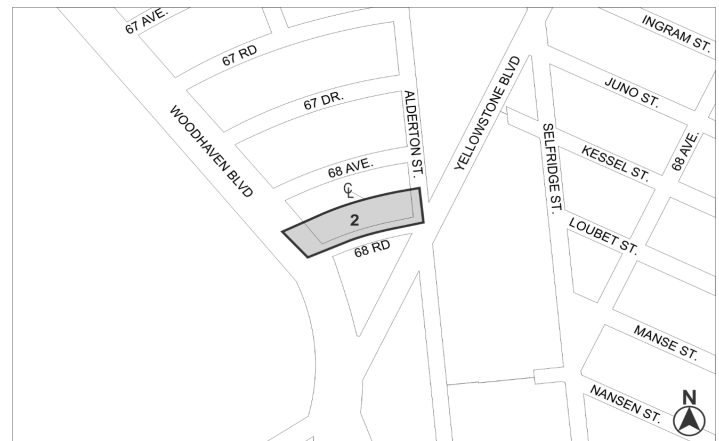 67 AVE.
INGRAM ST.
67 RD
JUNO ST.
YELLOWSTONE BLVD
67 DR.
ALDERTON ST.
WOODHAVEN BLVD
SELFRIDGE ST.
68 AVE.
KESSEL ST.
68 AVE.
℄
2
LOUBET ST.
68 RD
MANSE ST.
NANSEN ST.
N